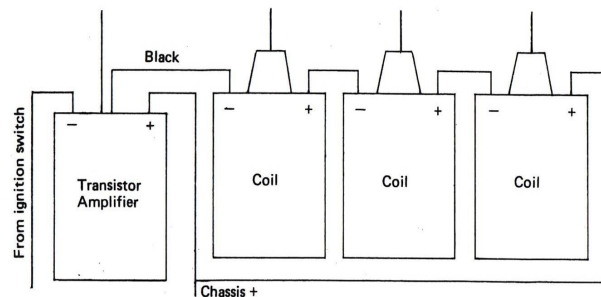 Black
From ignition switch
− +
Transistor
Amplifier
− +
Coil
− +
Coil
− +
Coil
Chassis +